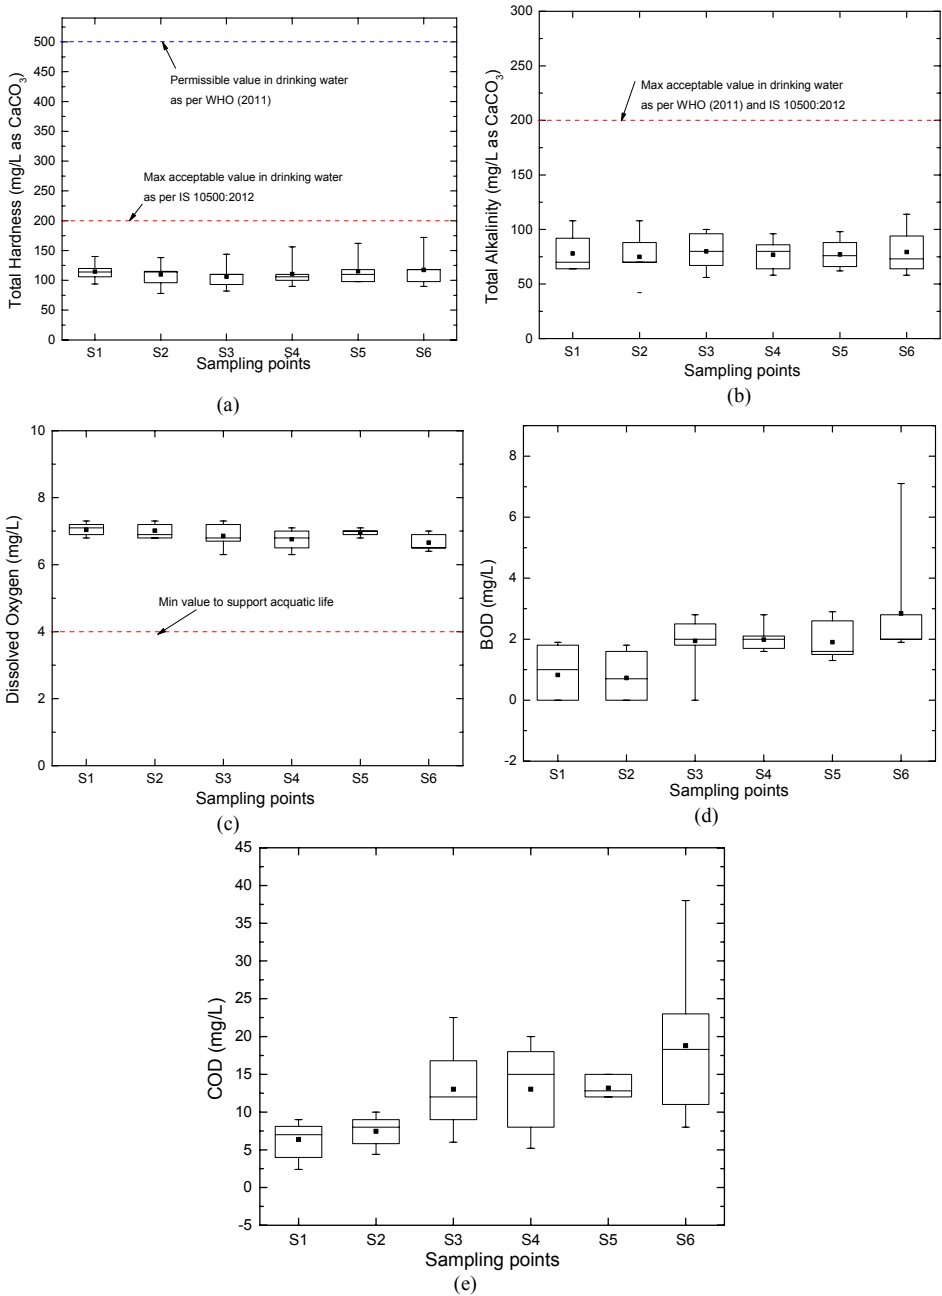 500
450
400
350
300
250
200
150
100
50
0
Total Hardness (mg/L as CaCO3)
Permissible value in drinking water
as per WHO (2011)
Max acceptable value in drinking water
as per IS 10500:2012
S1 S2 S3 S4 S5 S6
Sampling points
(a)
300
250
200
150
100
50
0
Total Alkalinity (mg/L as CaCO3)
Max acceptable value in drinking water
as per WHO (2011) and IS 10500:2012
S1 S2 S3 S4 S5 S6
Sampling points
(b)
10
8
6
4
2
0
Dissolved Oxygen (mg/L)
Min value to support acquatic life
S1 S2 S3 S4 S5 S6
Sampling points
(c)
8
6
4
2
0
-2
BOD (mg/L)
S1 S2 S3 S4 S5 S6
Sampling points
(d)
45
40
35
30
25
20
15
10
5
0
-5
COD (mg/L)
S1 S2 S3 S4 S5 S6
Sampling points
(e)